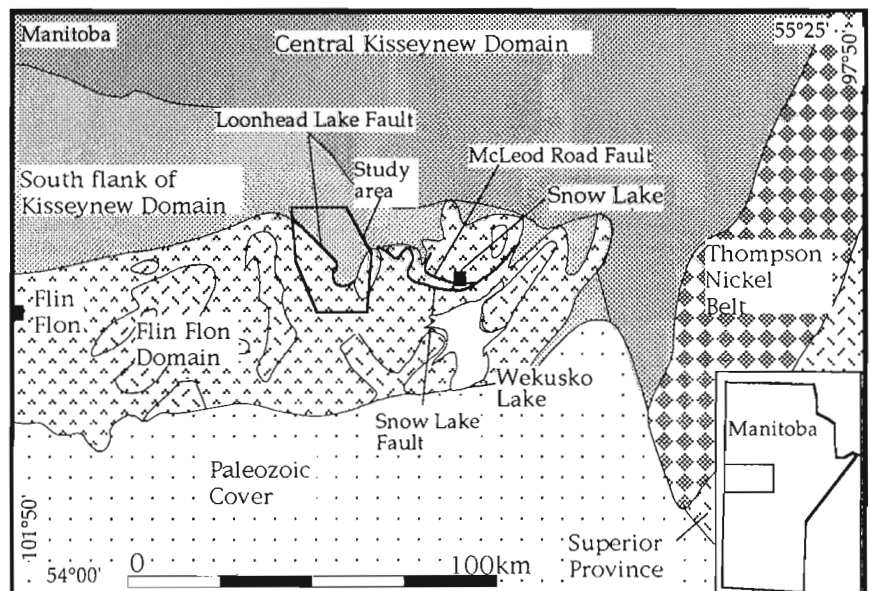 Manitoba
Central Kisseynew Domain
55°25'
97°50'
Loonhead Lake Fault
Study
area
McLeod Road Fault
Snow Lake
South flank of
Kisseynew Domain
Thompson
Nickel
Belt
Flin
Flon
Flin Flon
Domain
Wekusko
Lake
Snow Lake
Fault
Manitoba
Paleozoic
Cover
101°50'
Superior
Province
54°00'
0
100km